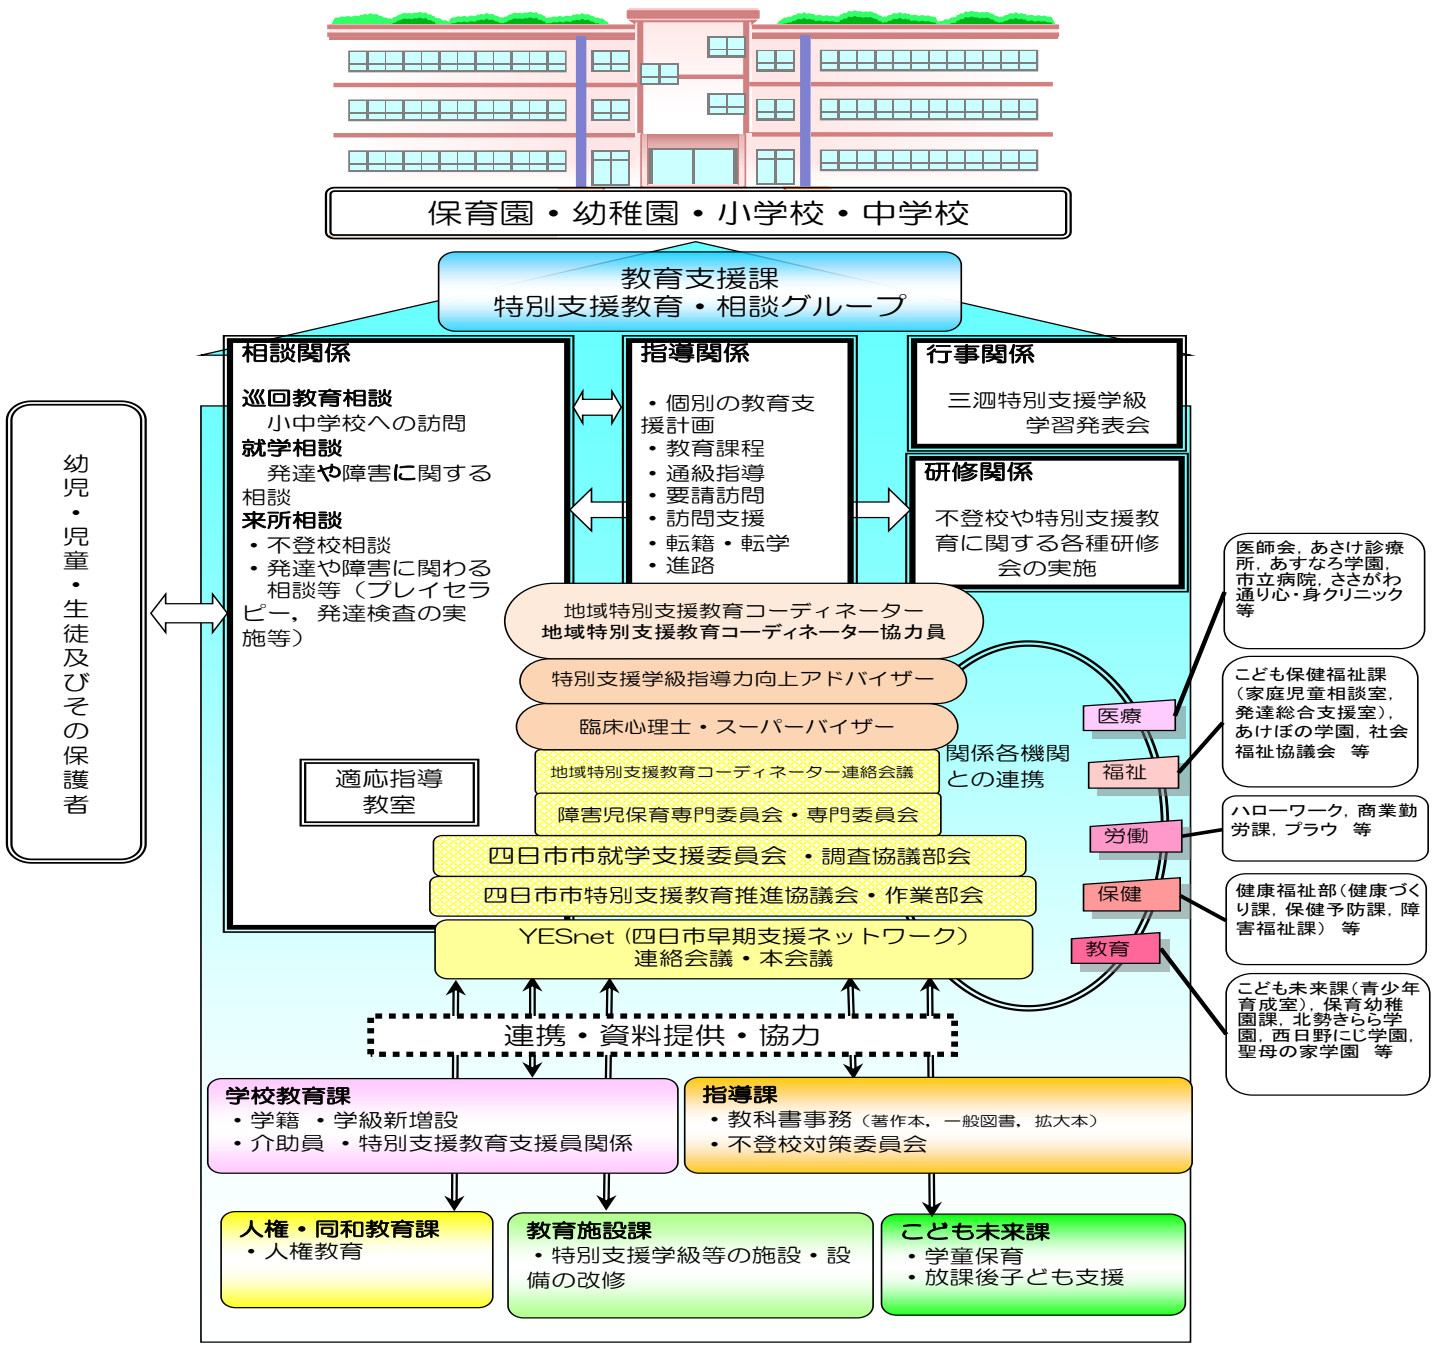 保育園・幼稚園・小学校・中学校
教育支援課
特別支援教育・相談グループ
幼児・児童・生徒及びその保護者
相談関係
巡回教育相談
小中学校への訪問
就学相談
発達や障害に関する
相談
来所相談
・不登校相談
・発達や障害に関わる
相談等（プレイセラ
ピー，発達検査の実
施等）
適応指導
教室
指導関係
・個別の教育支
援計画
・教育課程
・通級指導
・要請訪問
・訪問支援
・転籍・転学
・進路
行事関係
三泗特別支援学級
学習発表会
研修関係
不登校や特別支援教
育に関する各種研修
会の実施
地域特別支援教育コーディネーター
地域特別支援教育コーディネーター協力員
特別支援学級指導力向上アドバイザー
臨床心理士・スーパーバイザー
地域特別支援教育コーディネーター連絡会議
障害児保育専門委員会・専門委員会
四日市市就学支援委員会 ・調査協議部会
四日市市特別支援教育推進協議会・作業部会
YESnet (四日市早期支援ネットワーク)
連絡会議・本会議
関係各機関
との連携
医療
福祉
労働
保健
教育
医師会，あさけ診療
所，あすなろ学園，
市立病院，ささがわ
通り心・身クリニック
等
こども保健福祉課
（家庭児童相談室，
発達総合支援室），
あけぼの学園，社会
福祉協議会 等
ハローワーク，商業勤
労課，プラウ 等
健康福祉部（健康づく
り課，保健予防課，障
害福祉課） 等
こども未来課（青少年
育成室），保育幼稚
園課，北勢きらら学
園，西日野にじ学園，
聖母の家学園 等
連携・資料提供・協力
学校教育課
・学籍 ・学級新増設
・介助員 ・特別支援教育支援員関係
指導課
・教科書事務（著作本，一般図書，拡大本）
・不登校対策委員会
人権・同和教育課
・人権教育
教育施設課
・特別支援学級等の施設・設
備の改修
こども未来課
・学童保育
・放課後子ども支援